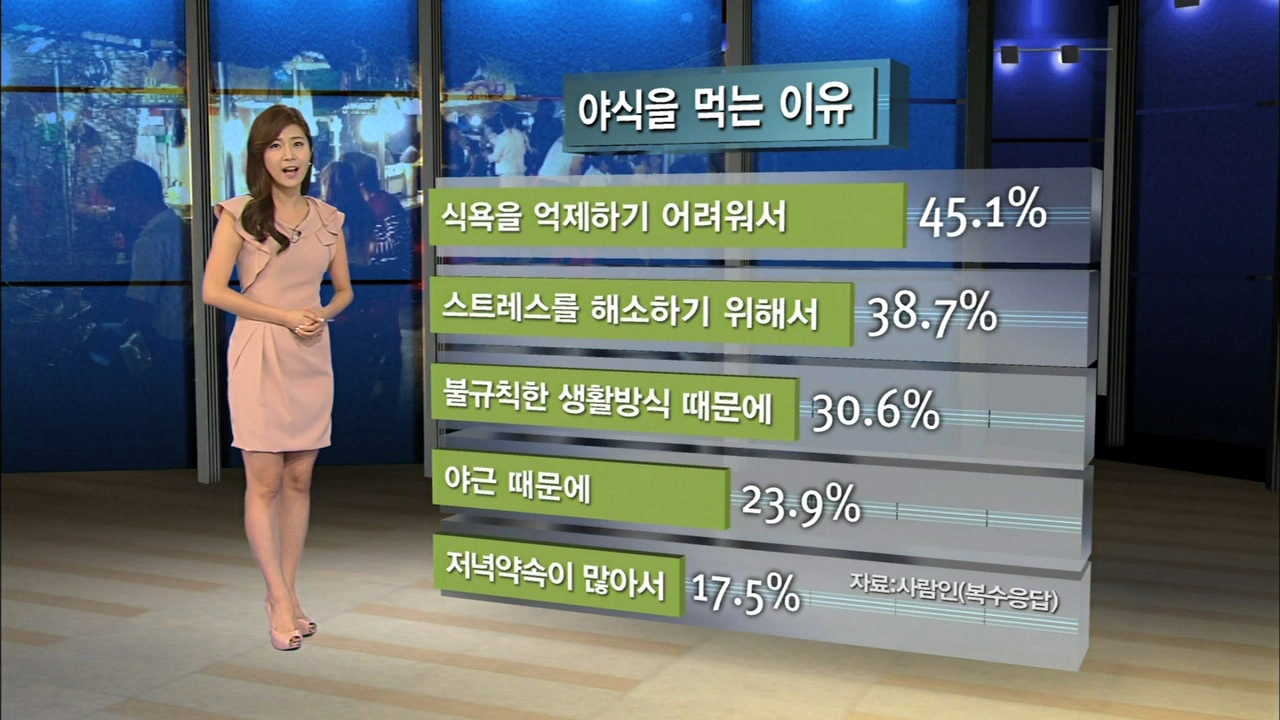 야식을 먹는 이유
식욕을 억제하기 어려워서 45.1%
스트레스를 해소하기 위해서 38.7%
불규칙한 생활방식 때문에 30.6%
야근 때문에 23.9%
저녁약속이 많아서 17.5%
자료:사람인(복수응답)